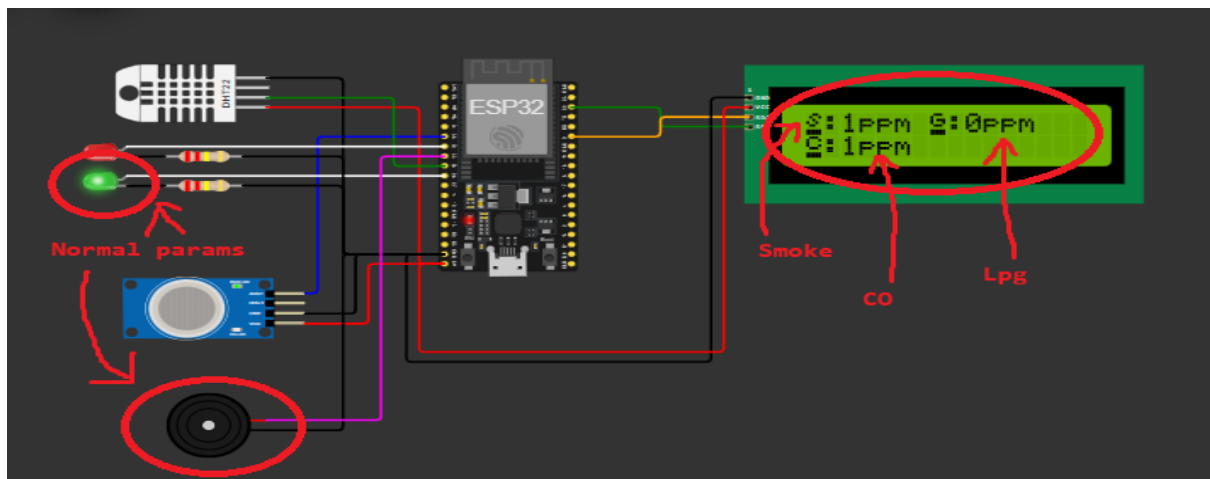 DHT22
ESP32
S:1ppm G:0ppm
C:1ppm
Normal params
Smoke
CO
Lpg